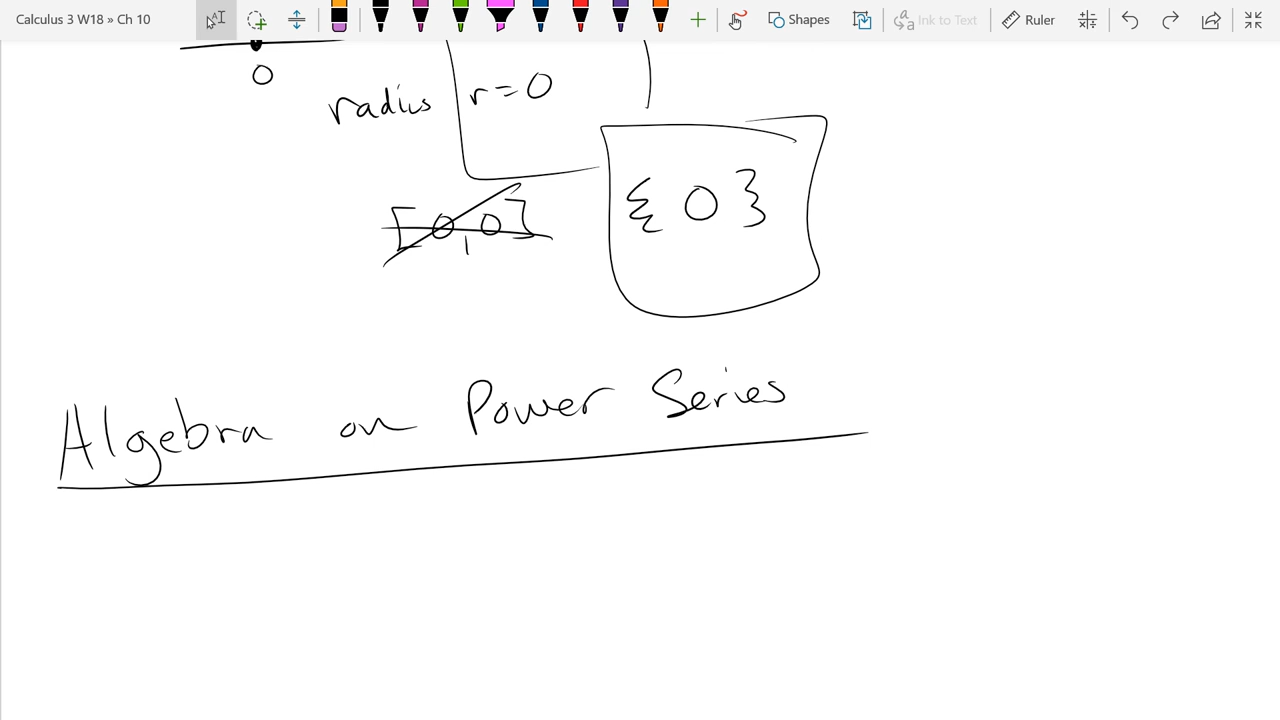 Calculus 3 W18 » Ch 10
Shapes
Ink to Text
Ruler
0
radius r=0
[0,0]
{0}
Algebra on Power Series